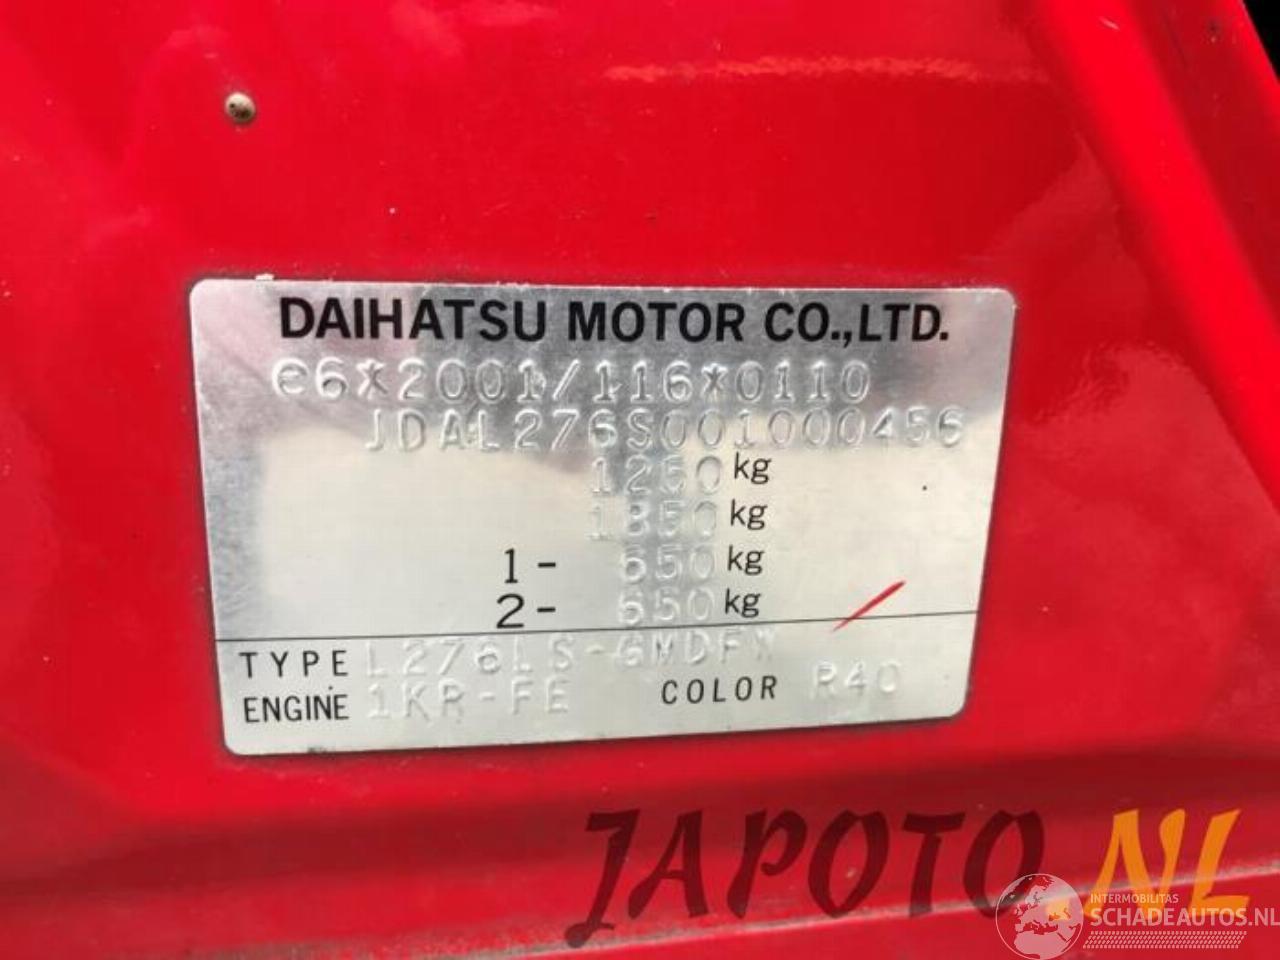 DAIHATSU MOTOR CO.,LTD.
e6*2001/116*0110
JDAL276S001000456
1250 kg
1850 kg
1- 650 kg
2- 650 kg
TYPE L276LS-GMDFW
ENGINE 1KR-FE COLOR R40
JAPOTO.NL
INTERMOBILITAS
SCHADEAUTOS.NL